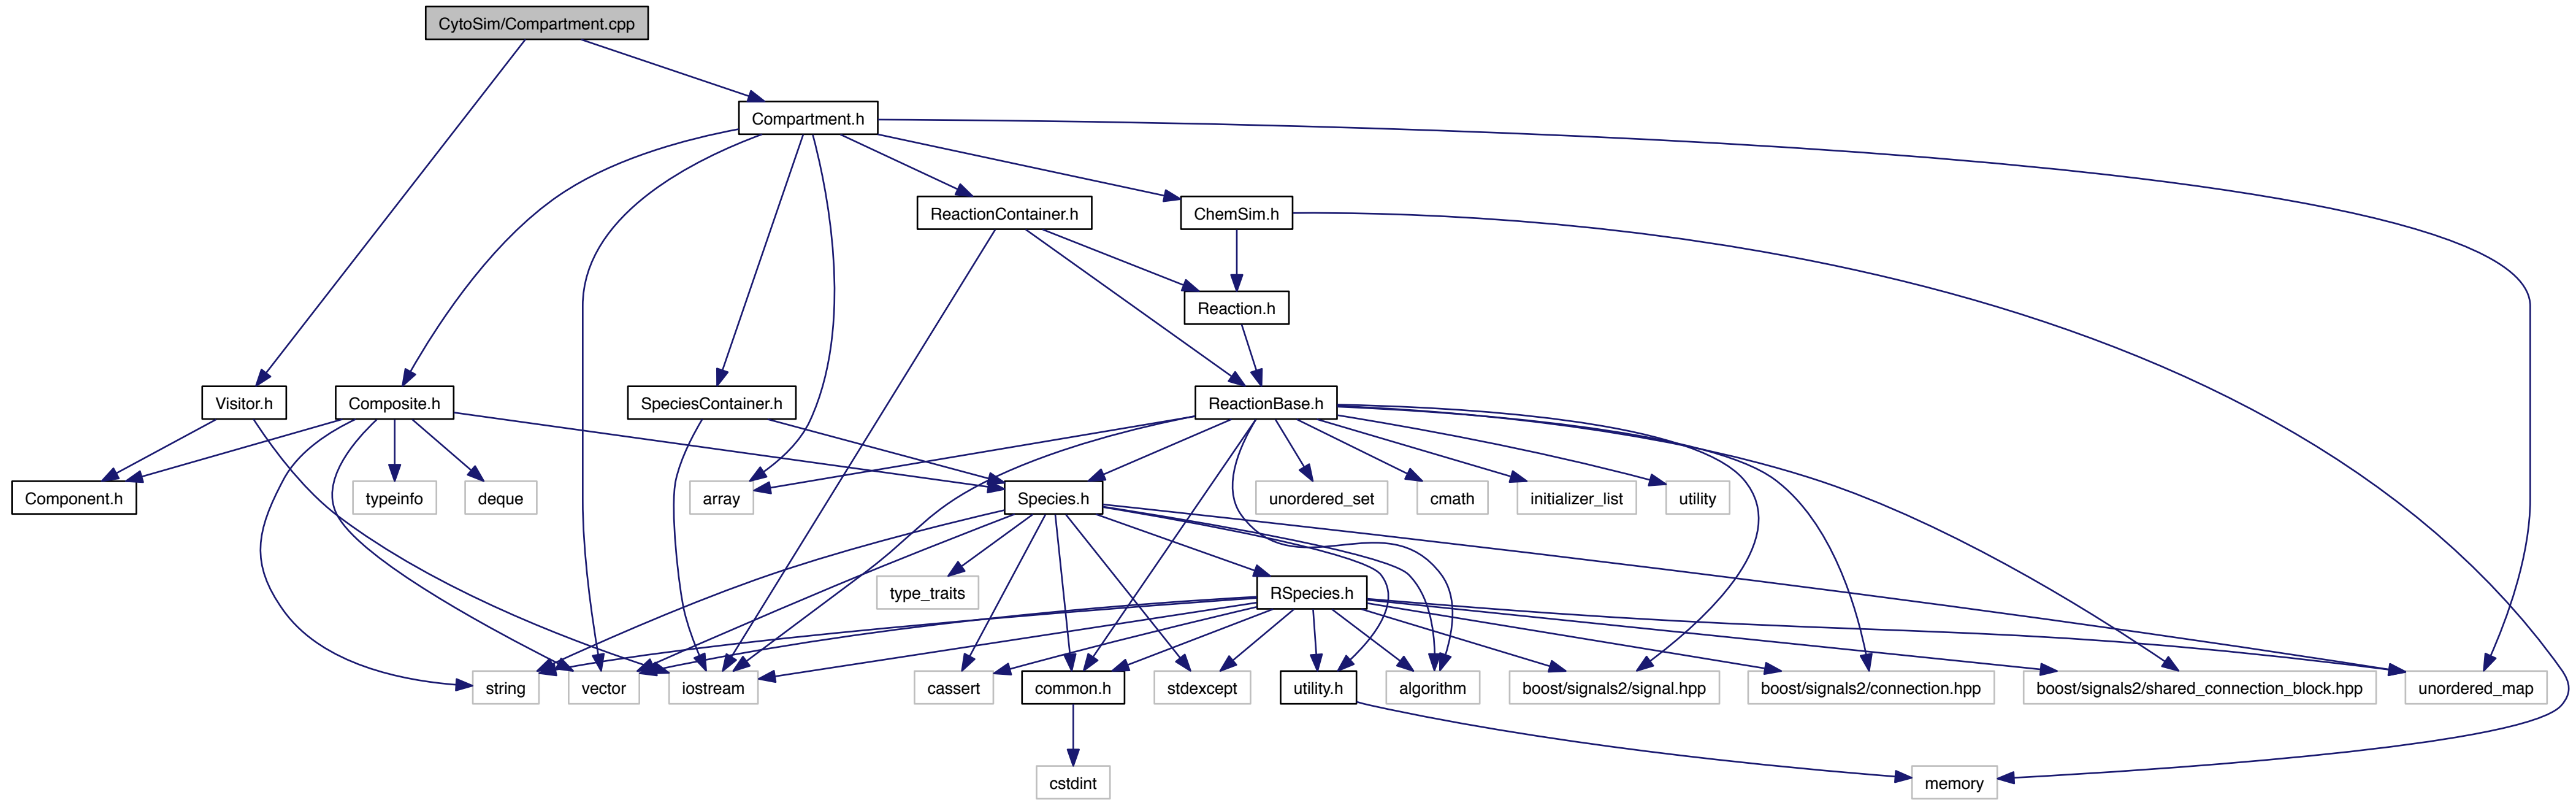 CytoSim/Compartment.cpp
Compartment.h
ReactionContainer.h
ChemSim.h
Reaction.h
Visitor.h
Composite.h
SpeciesContainer.h
ReactionBase.h
Component.h
typeinfo
deque
array
Species.h
unordered_set
cmath
initializer_list
utility
type_traits
RSpecies.h
string
vector
iostream
cassert
common.h
stdexcept
utility.h
algorithm
boost/signals2/signal.hpp
boost/signals2/connection.hpp
boost/signals2/shared_connection_block.hpp
unordered_map
cstdint
memory